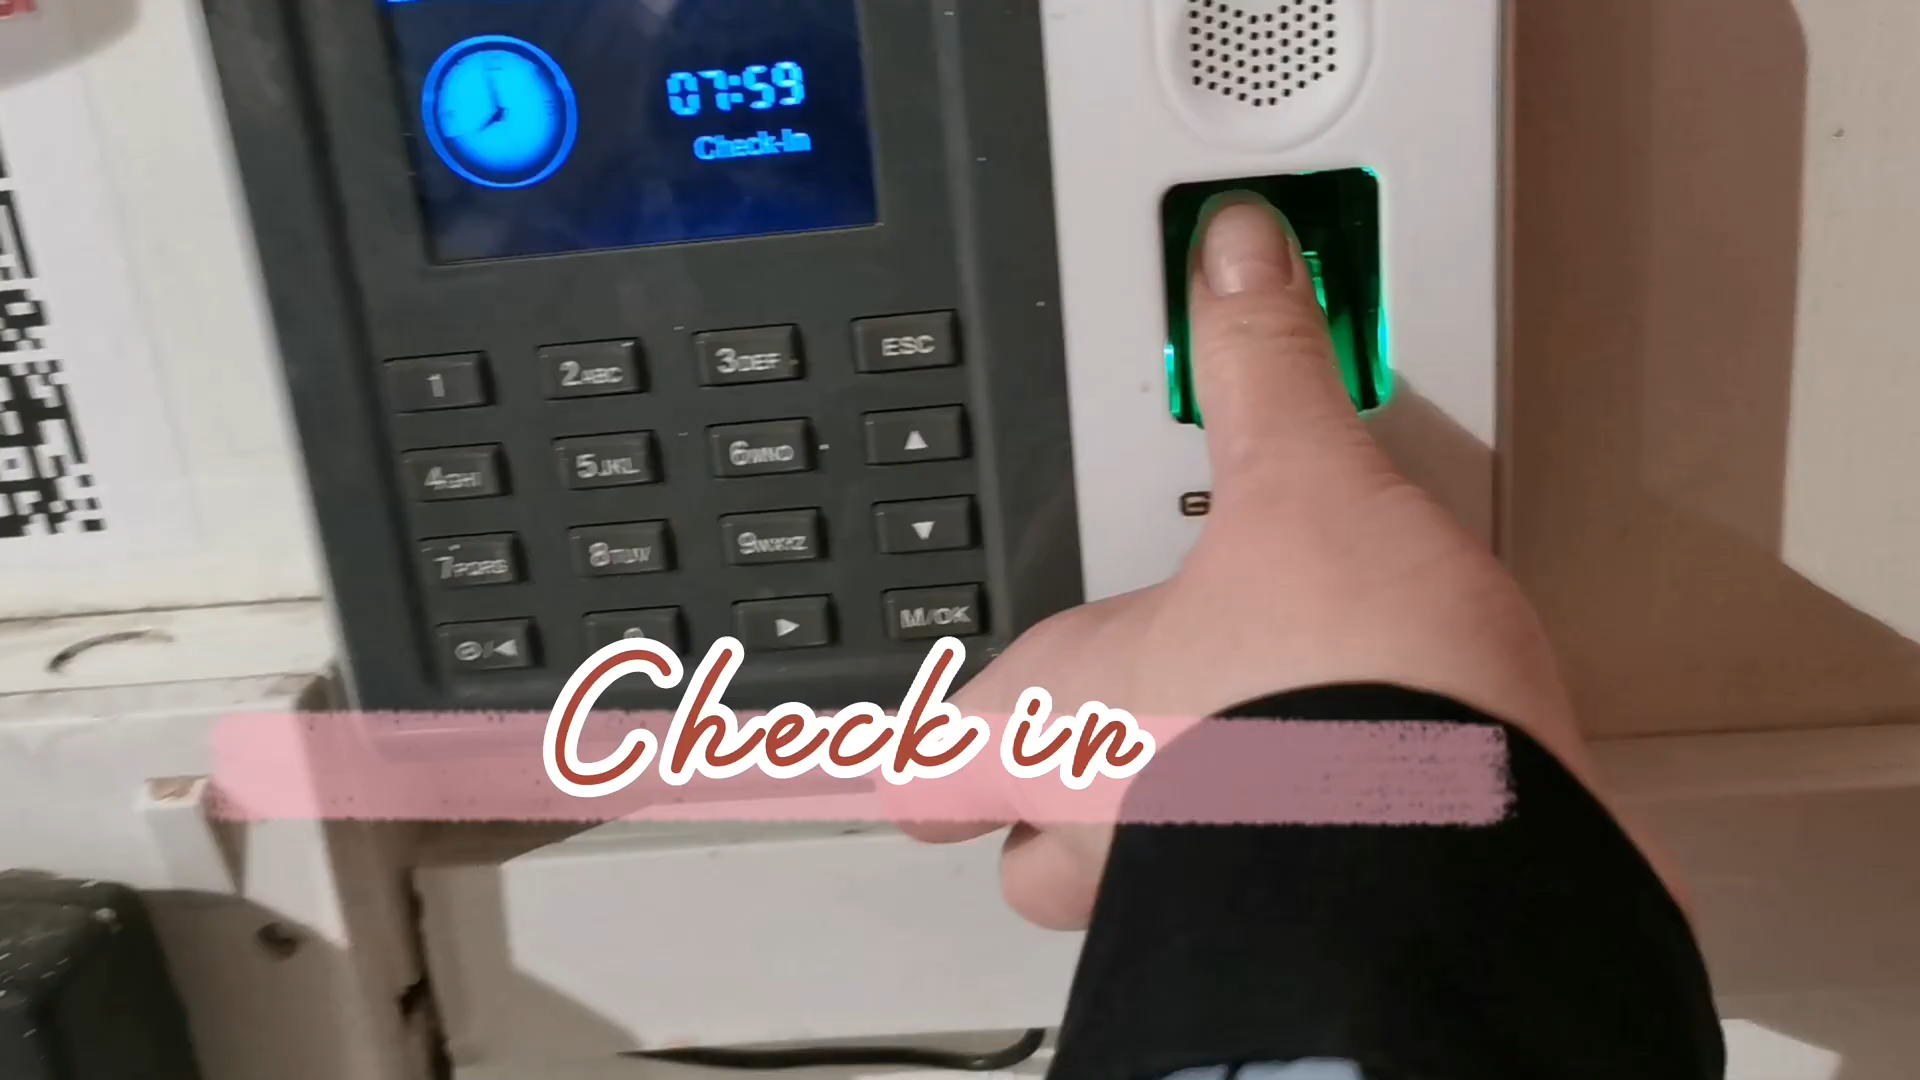 07:59
Check-In
1 2ABC 3DEF ESC
4GHI 5JKL 6MNO ▲
7PQRS 8TUV 9WXYZ ▼
▶ M/OK
Check in